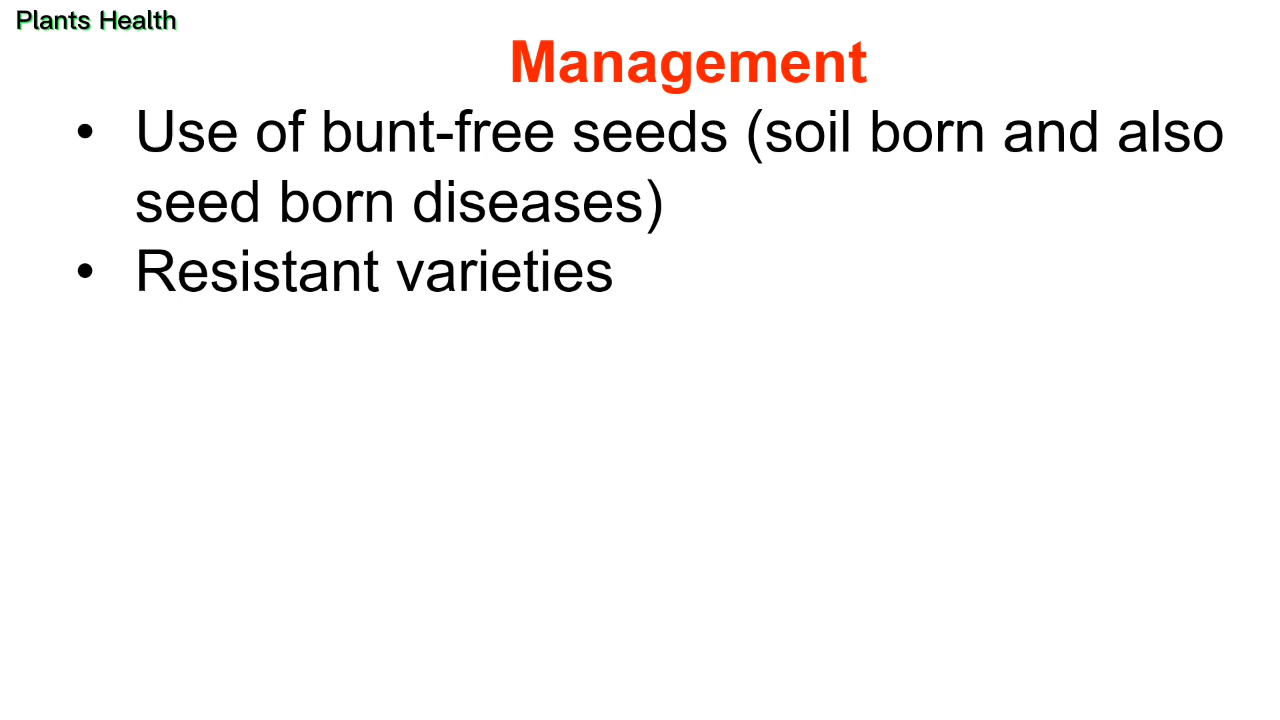 Plants Health
Management
• Use of bunt-free seeds (soil born and also
seed born diseases)
• Resistant varieties